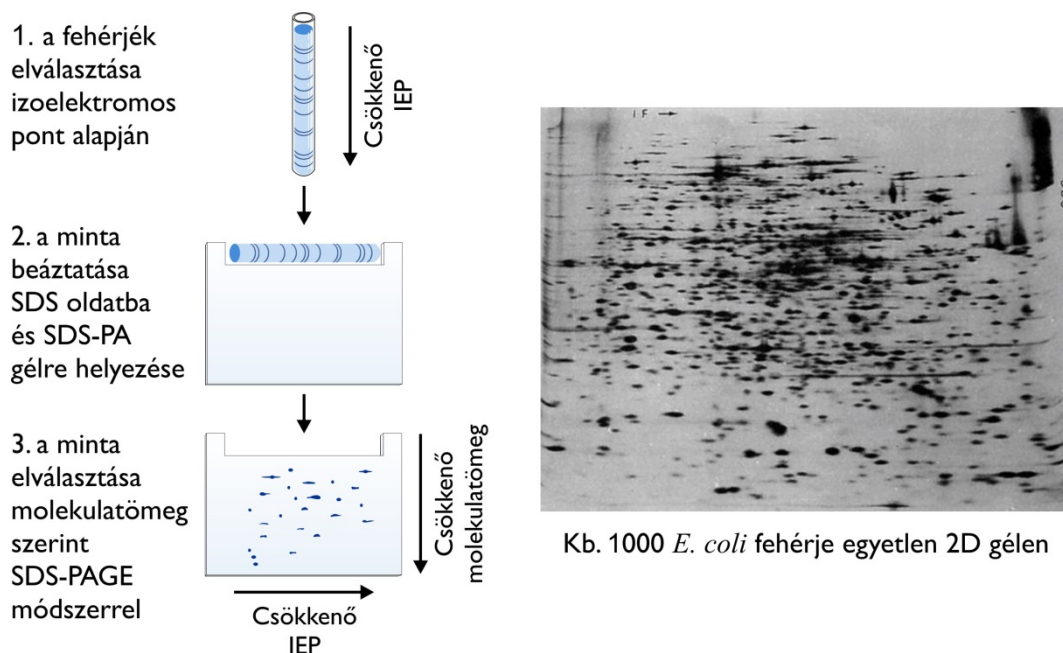 1. a fehérjék
elválasztása
izoelektromos
pont alapján
Csökkenő
IEP
2. a minta
beáztatása
SDS oldatba
és SDS-PA
gélre helyezése
3. a minta
elválasztása
molekulatömeg
szerint
SDS-PAGE
módszerrel
Csökkenő
molekulatömeg
Csökkenő
IEP
Kb. 1000 E. coli fehérje egyetlen 2D gélen